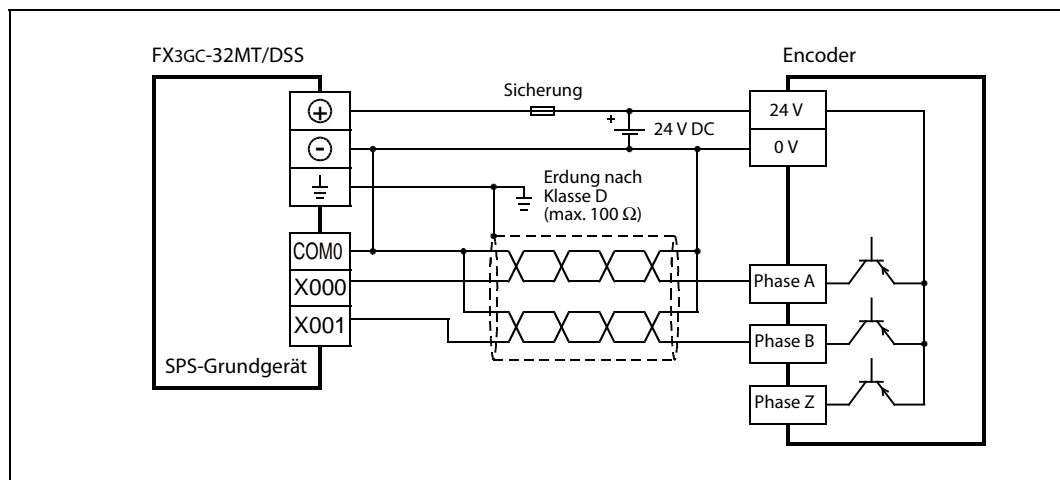 FX3GC-32MT/DSS
Encoder
Sicherung
24 V
+
24 V DC
0 V
Erdung nach
Klasse D
(max. 100 Ω)
COM0
X000
Phase A
X001
Phase B
SPS-Grundgerät
Phase Z